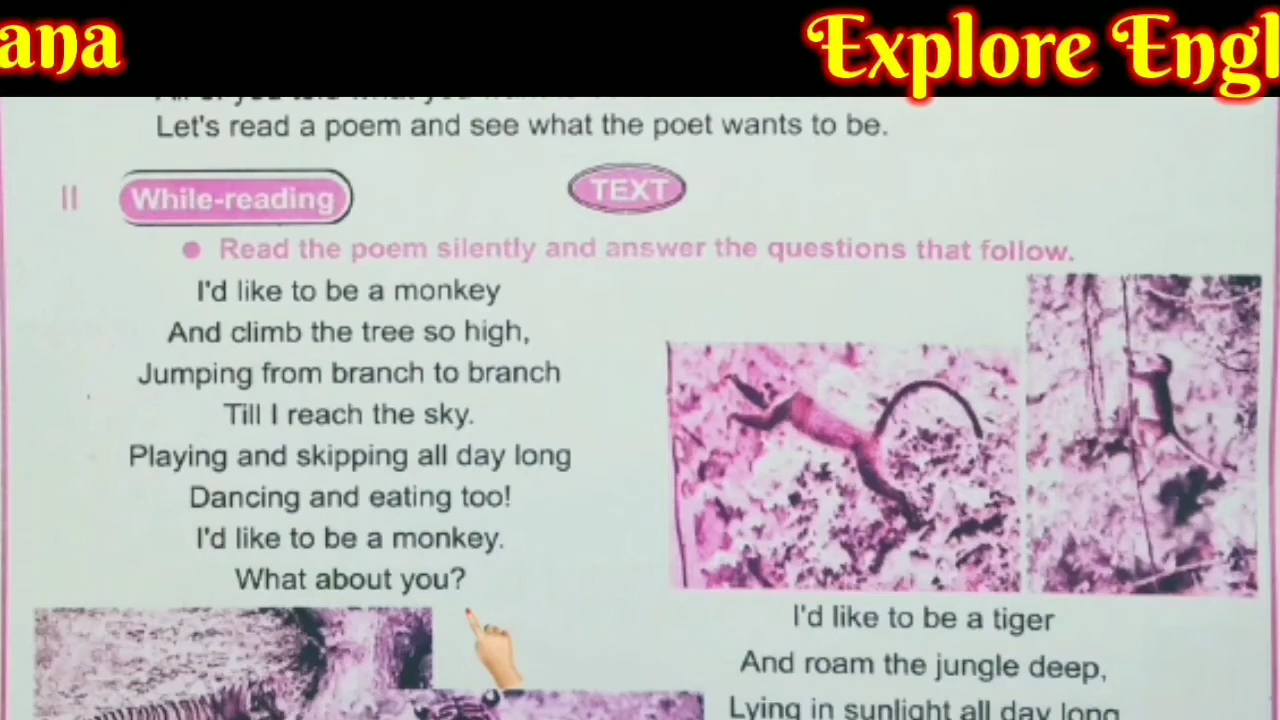 ana
Explore Engl
Let's read a poem and see what the poet wants to be.
II While-reading
TEXT
● Read the poem silently and answer the questions that follow.
I'd like to be a monkey
And climb the tree so high,
Jumping from branch to branch
Till I reach the sky.
Playing and skipping all day long
Dancing and eating too!
I'd like to be a monkey.
What about you?
I'd like to be a tiger
And roam the jungle deep,
Lying in sunlight all day long